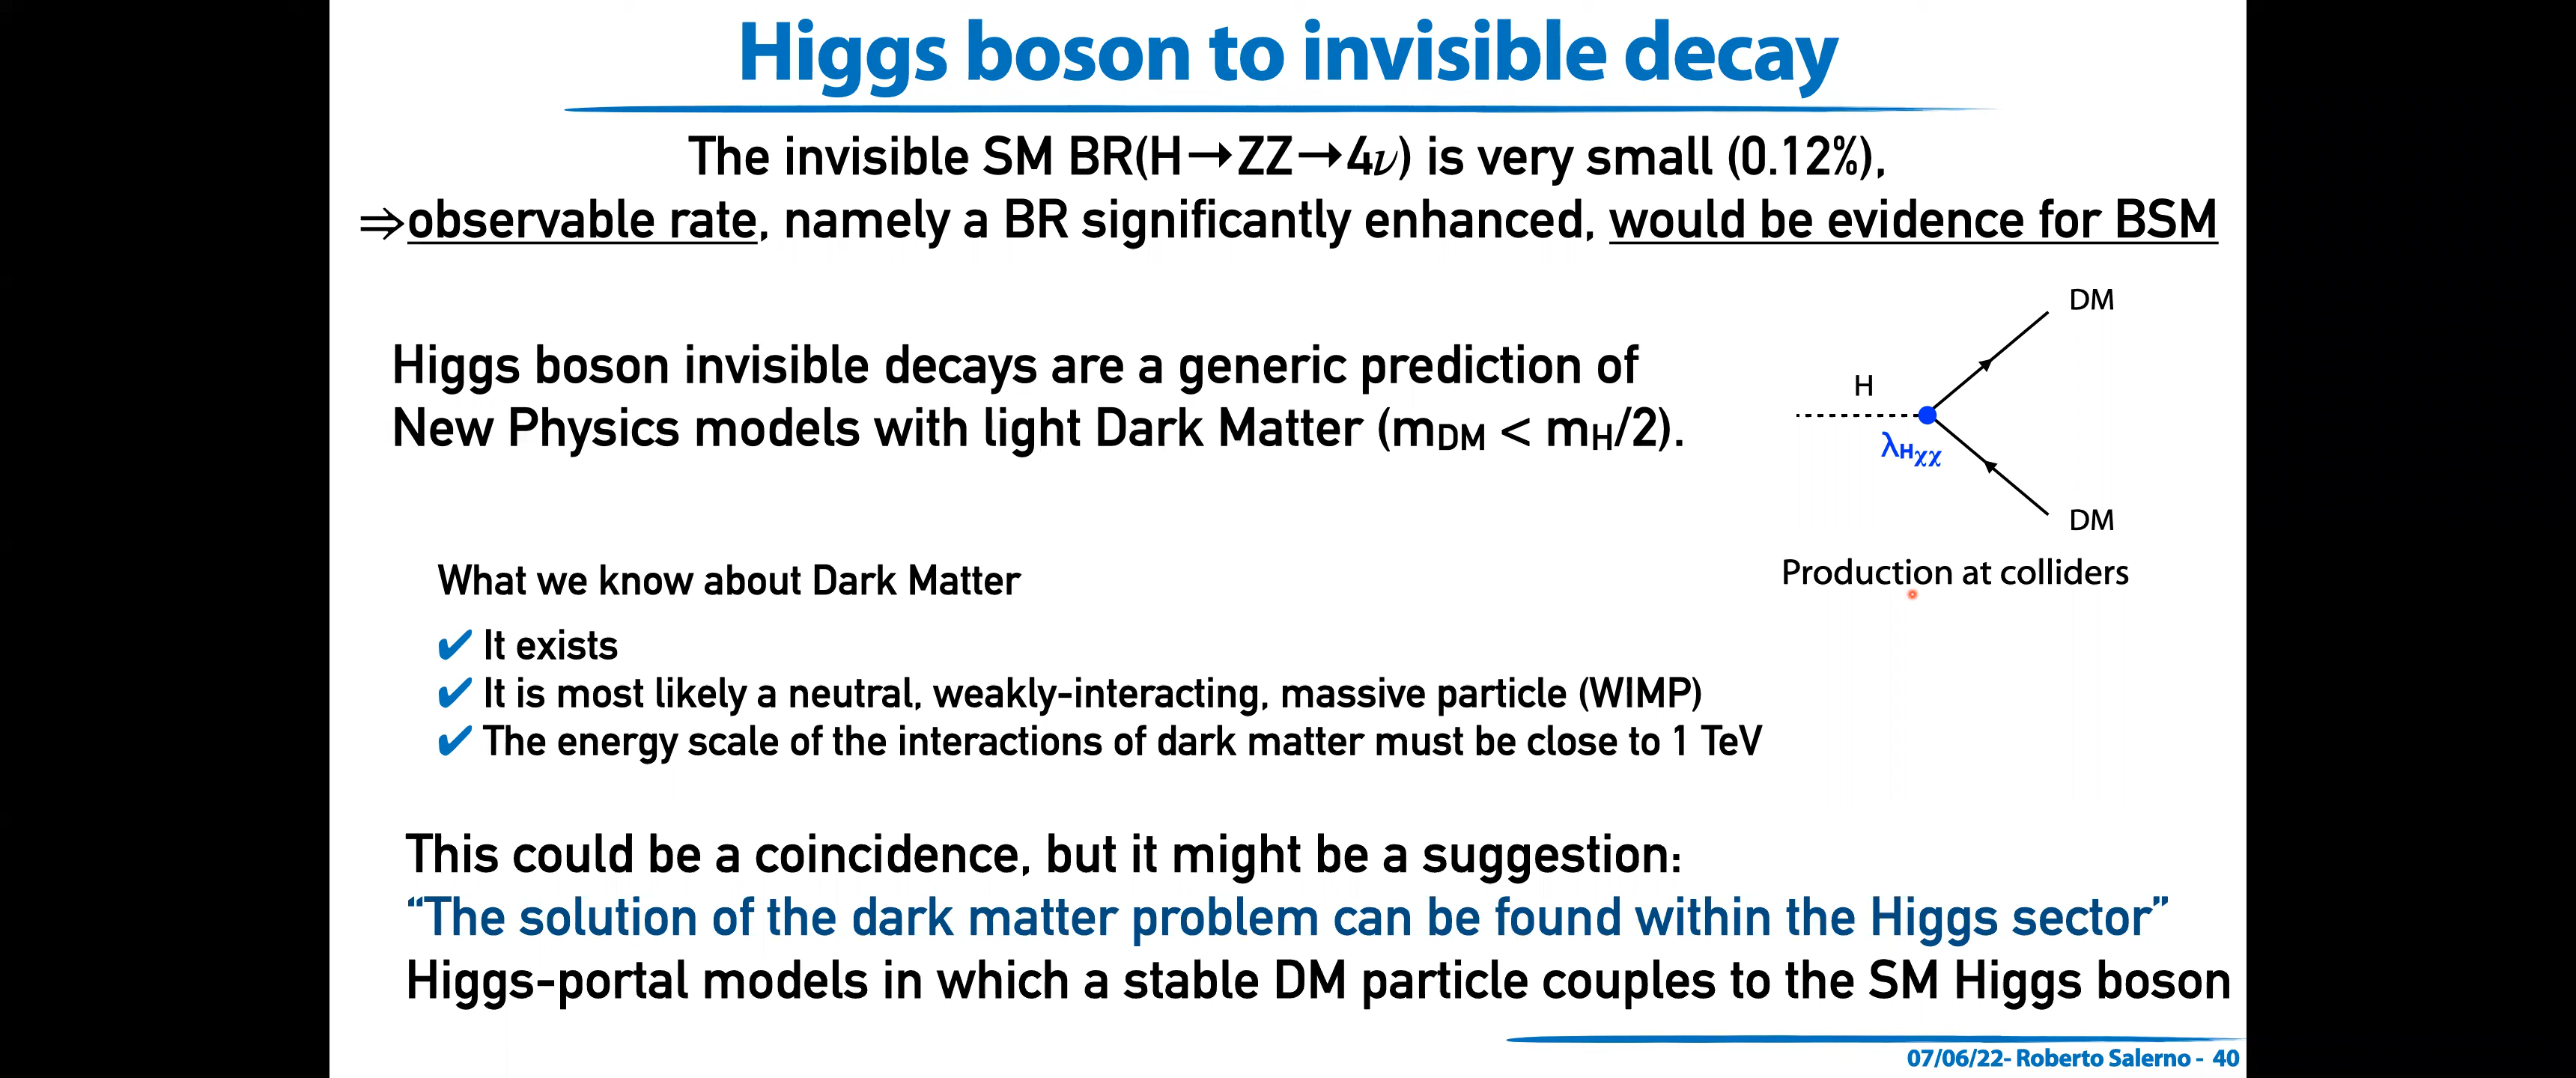 Higgs boson to invisible decay
The invisible SM BR(H→ZZ→4ν) is very small (0.12%),
⇒observable rate, namely a BR significantly enhanced, would be evidence for BSM
Higgs boson invisible decays are a generic prediction of
New Physics models with light Dark Matter (mDM < mH/2).
DM
H
λHχχ
DM
Production at colliders
What we know about Dark Matter
✔ It exists
✔ It is most likely a neutral, weakly-interacting, massive particle (WIMP)
✔ The energy scale of the interactions of dark matter must be close to 1 TeV
This could be a coincidence, but it might be a suggestion:
“The solution of the dark matter problem can be found within the Higgs sector”
Higgs-portal models in which a stable DM particle couples to the SM Higgs boson
07/06/22- Roberto Salerno - 40